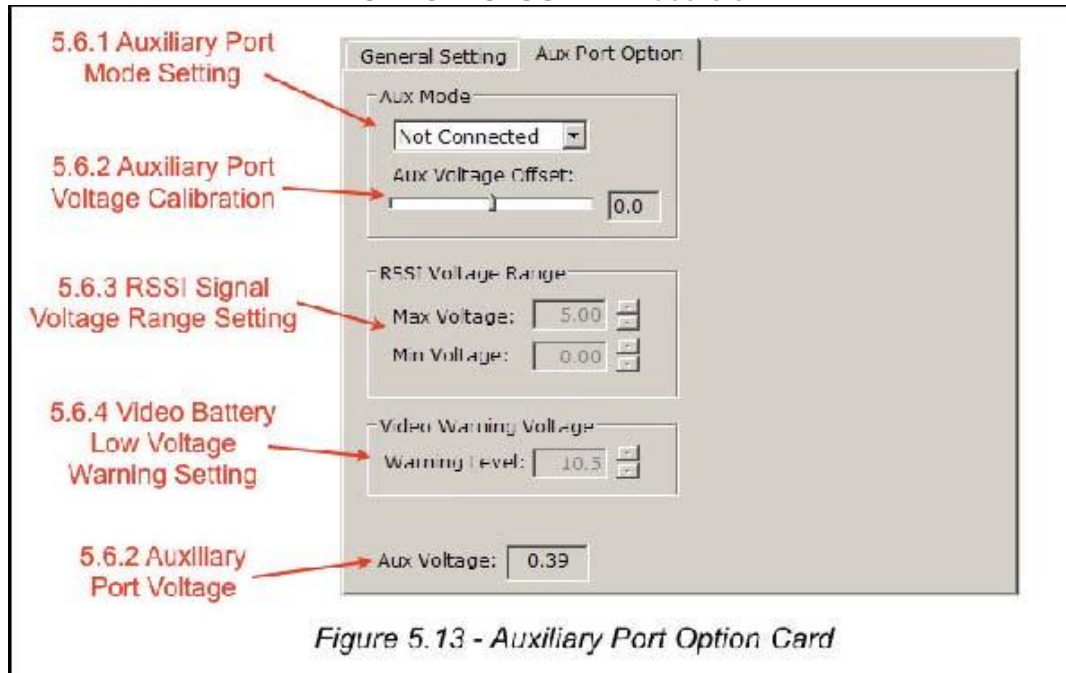 5.6.1 Auxiliary Port
Mode Setting
General Setting
Aux Port Option
Aux Mode
Not Connected
5.6.2 Auxiliary Port
Voltage Calibration
Aux Voltage Offset:
0.0
5.6.3 RSSI Signal
Voltage Range Setting
RSSI Voltage Range
Max Voltage: 5.00
Min Voltage: 0.00
5.6.4 Video Battery
Low Voltage
Warning Setting
Video Warning Voltage
Warning Level: 10.5
5.6.2 Auxiliary
Port Voltage
Aux Voltage: 0.39
Figure 5.13 - Auxiliary Port Option Card